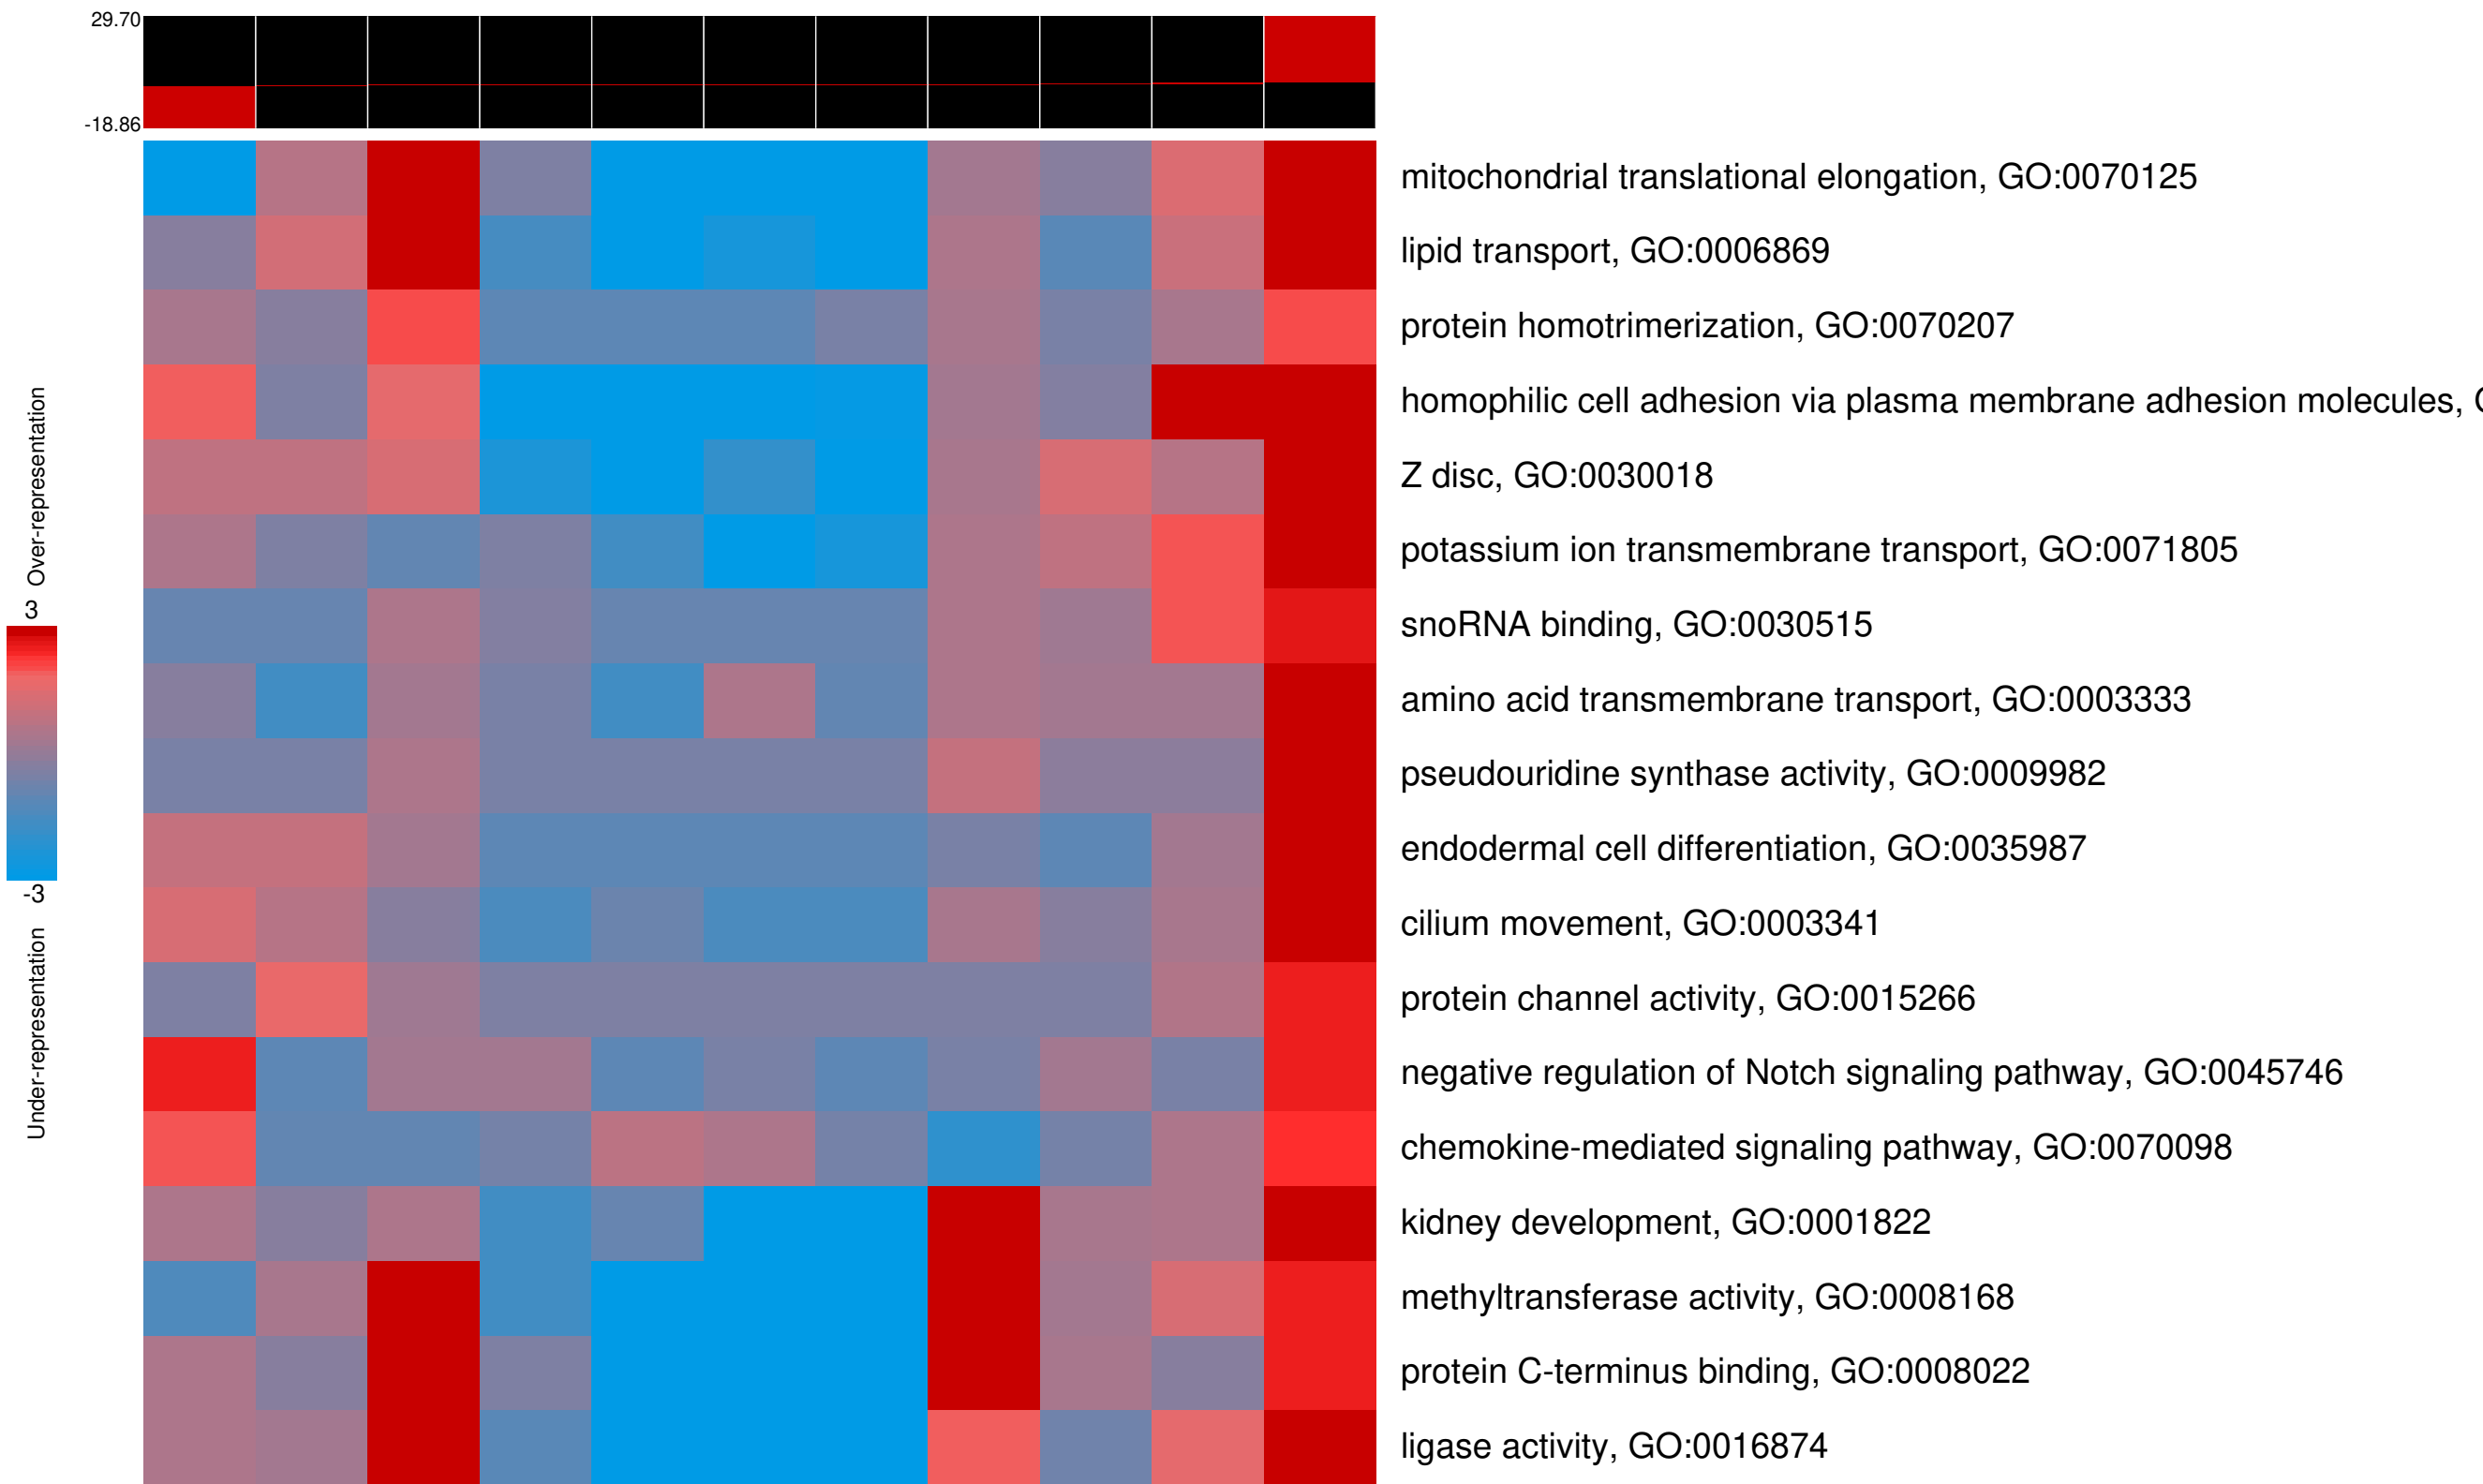 29.70
-18.86
mitochondrial translational elongation, GO:0070125
lipid transport, GO:0006869
protein homotrimerization, GO:0070207
homophilic cell adhesion via plasma membrane adhesion molecules,
Z disc, GO:0030018
potassium ion transmembrane transport, GO:0071805
snoRNA binding, GO:0030515
amino acid transmembrane transport, GO:0003333
pseudouridine synthase activity, GO:0009982
endodermal cell differentiation, GO:0035987
cilium movement, GO:0003341
protein channel activity, GO:0015266
negative regulation of Notch signaling pathway, GO:0045746
chemokine-mediated signaling pathway, GO:0070098
kidney development, GO:0001822
methyltransferase activity, GO:0008168
protein C-terminus binding, GO:0008022
ligase activity, GO:0016874
Over-representation
3
-3
Under-representation